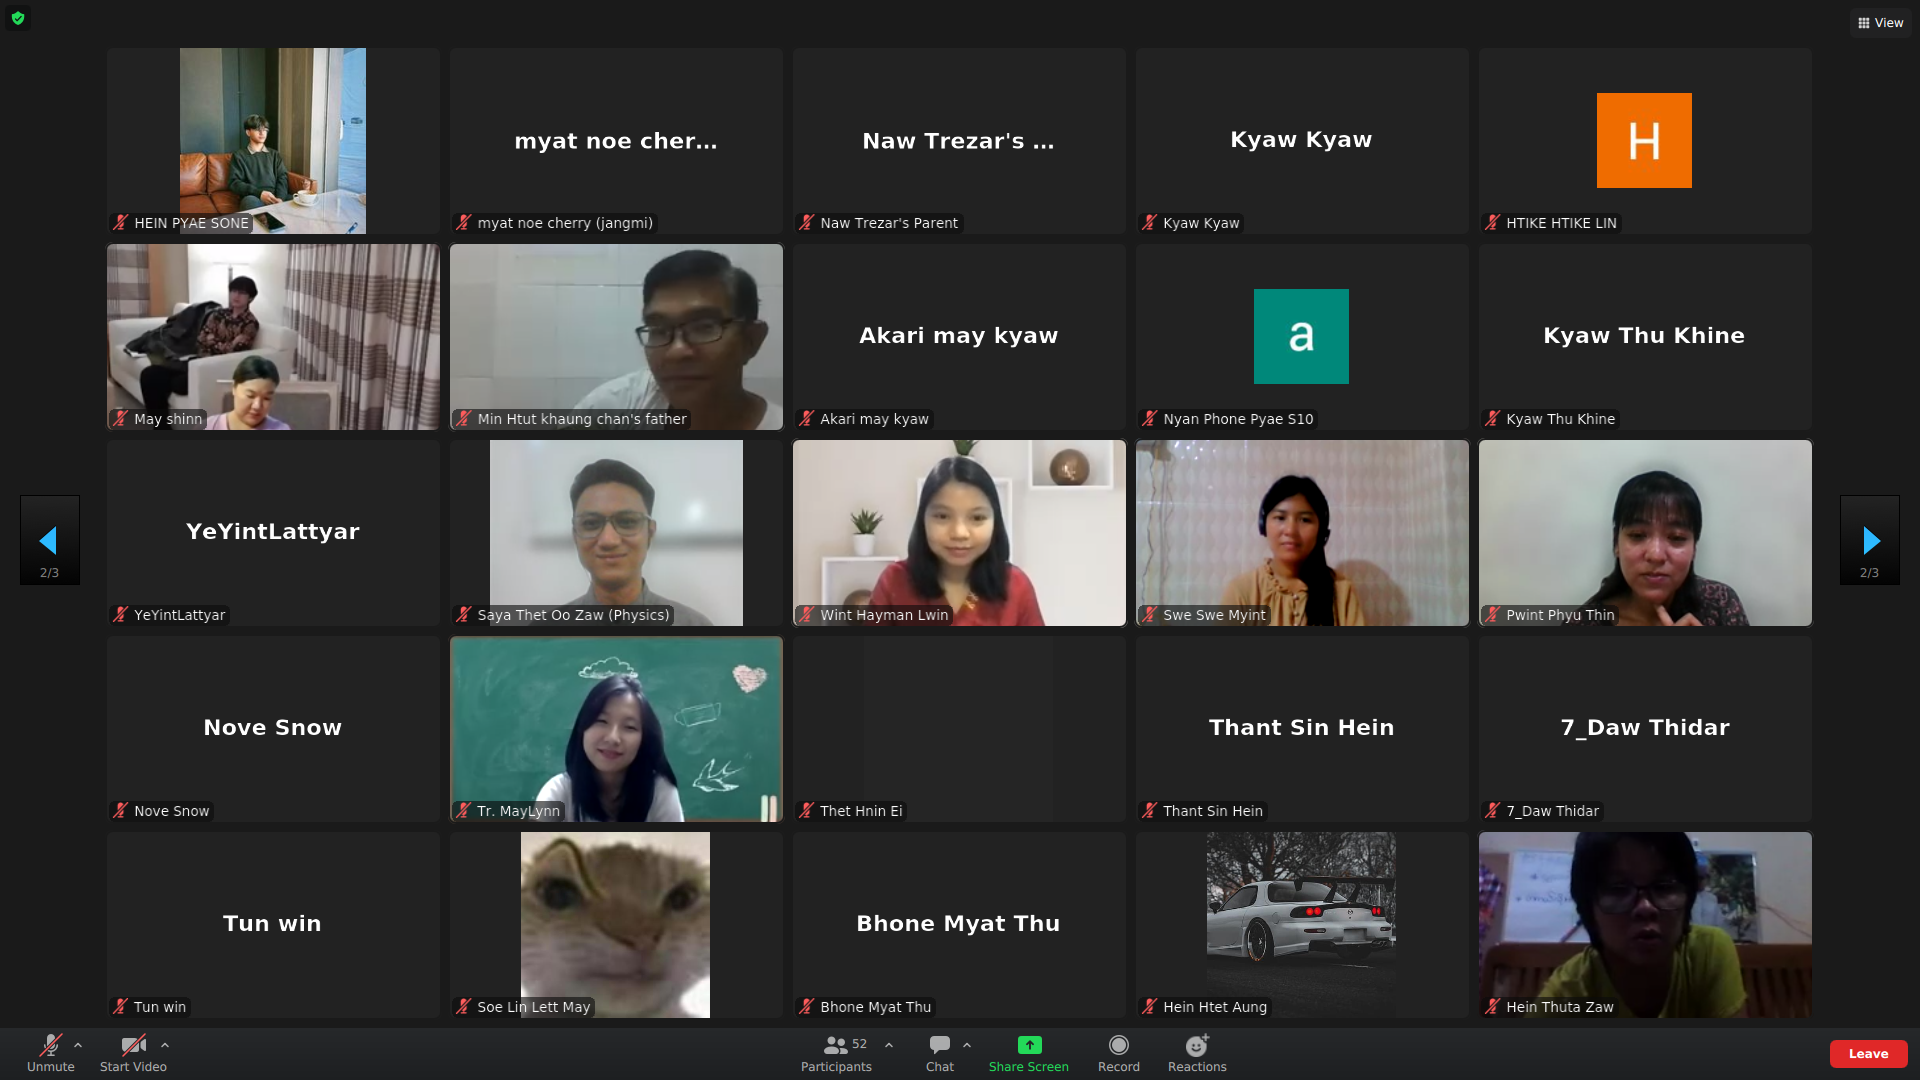 View
HEIN PYAE SONE
myat noe cher...
myat noe cherry (jangmi)
Naw Trezar's ...
Naw Trezar's Parent
Kyaw Kyaw
Kyaw Kyaw
H
HTIKE HTIKE LIN
May shinn
Min Htut khaung chan's father
Akari may kyaw
Akari may kyaw
a
Nyan Phone Pyae S10
Kyaw Thu Khine
Kyaw Thu Khine
YeYintLattyar
YeYintLattyar
Saya Thet Oo Zaw (Physics)
Wint Hayman Lwin
Swe Swe Myint
Pwint Phyu Thin
2/3
2/3
Nove Snow
Nove Snow
Tr. MayLynn
Thet Hnin Ei
Thant Sin Hein
Thant Sin Hein
7_Daw Thidar
7_Daw Thidar
Tun win
Tun win
Soe Lin Lett May
Bhone Myat Thu
Bhone Myat Thu
Hein Htet Aung
Hein Thuta Zaw
Unmute
Start Video
52
Participants
Chat
Share Screen
Record
Reactions
Leave